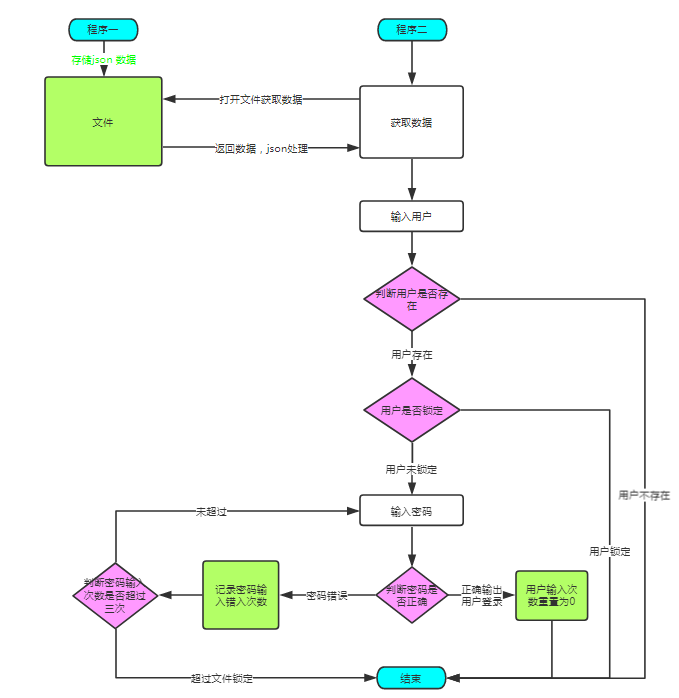 程序一
程序二
存储json 数据
打开文件获取数据
文件
获取数据
返回数据，json处理
输入用户
判断用户是否存
在
用户存在
用户是否锁定
用户未锁定
用户不存在
未超过
输入密码
用户锁定
判断密码输入
次数是否超过
三次
记录密码输
入错入次数
密码错误
判断密码是
否正确
正确输出
用户登录
用户输入次
数重置为0
超过文件锁定
结束